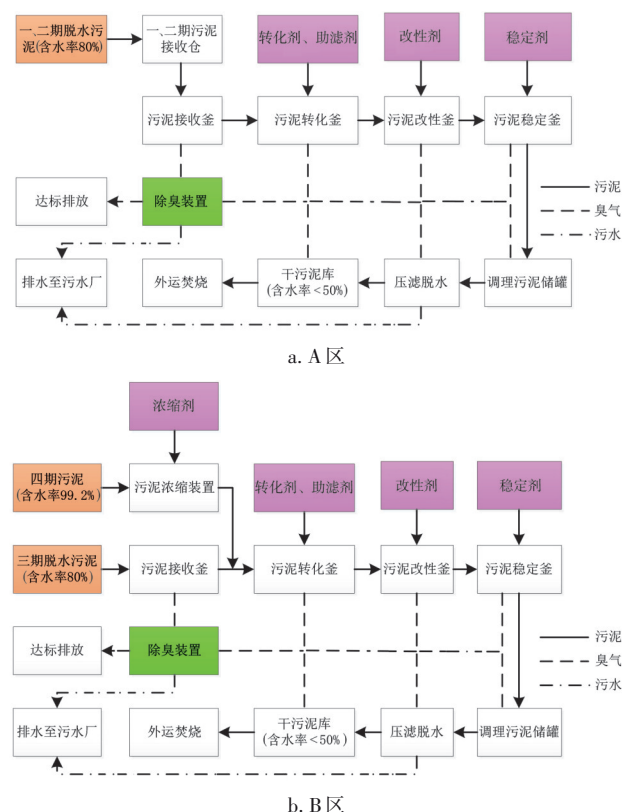 一、二期脱水污
泥(含水率80%)
一、二期污泥
接收仓
转化剂、助滤剂
改性剂
稳定剂
污泥接收釜
污泥转化釜
污泥改性釜
污泥稳定釜
达标排放
除臭装置
污泥
臭气
污水
排水至污水厂
外运焚烧
干污泥库
(含水率<50%)
压滤脱水
调理污泥储罐
a. A区
浓缩剂
四期污泥
(含水率99.2%)
污泥浓缩装置
转化剂、助滤剂
改性剂
稳定剂
三期脱水污泥
(含水率80%)
污泥接收釜
污泥转化釜
污泥改性釜
污泥稳定釜
达标排放
除臭装置
污泥
臭气
污水
排水至污水厂
外运焚烧
干污泥库
(含水率<50%)
压滤脱水
调理污泥储罐
b. B区